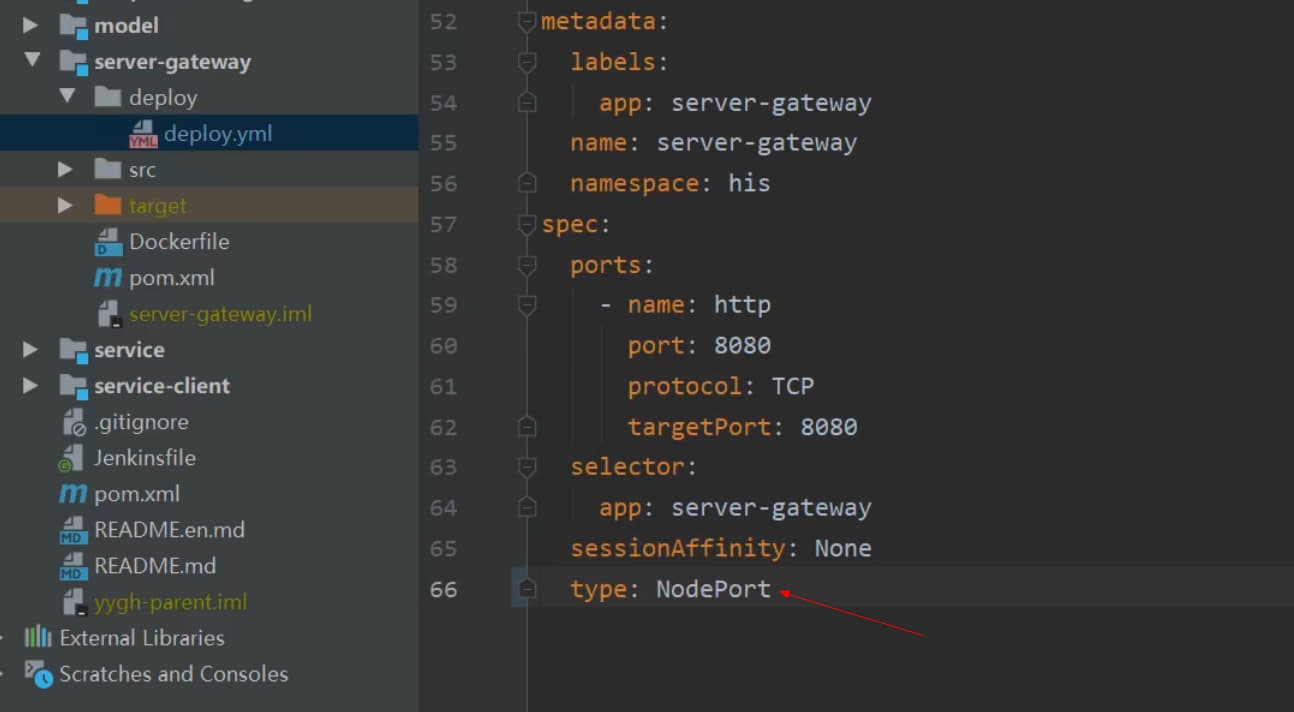 model
server-gateway
deploy
deploy.yml
src
target
Dockerfile
pom.xml
server-gateway.iml
service
service-client
.gitignore
Jenkinsfile
pom.xml
README.en.md
README.md
yygh-parent.iml
External Libraries
Scratches and Consoles
52 metadata:
53 labels:
54 app: server-gateway
55 name: server-gateway
56 namespace: his
57 spec:
58 ports:
59 - name: http
60 port: 8080
61 protocol: TCP
62 targetPort: 8080
63 selector:
64 app: server-gateway
65 sessionAffinity: None
66 type: NodePort